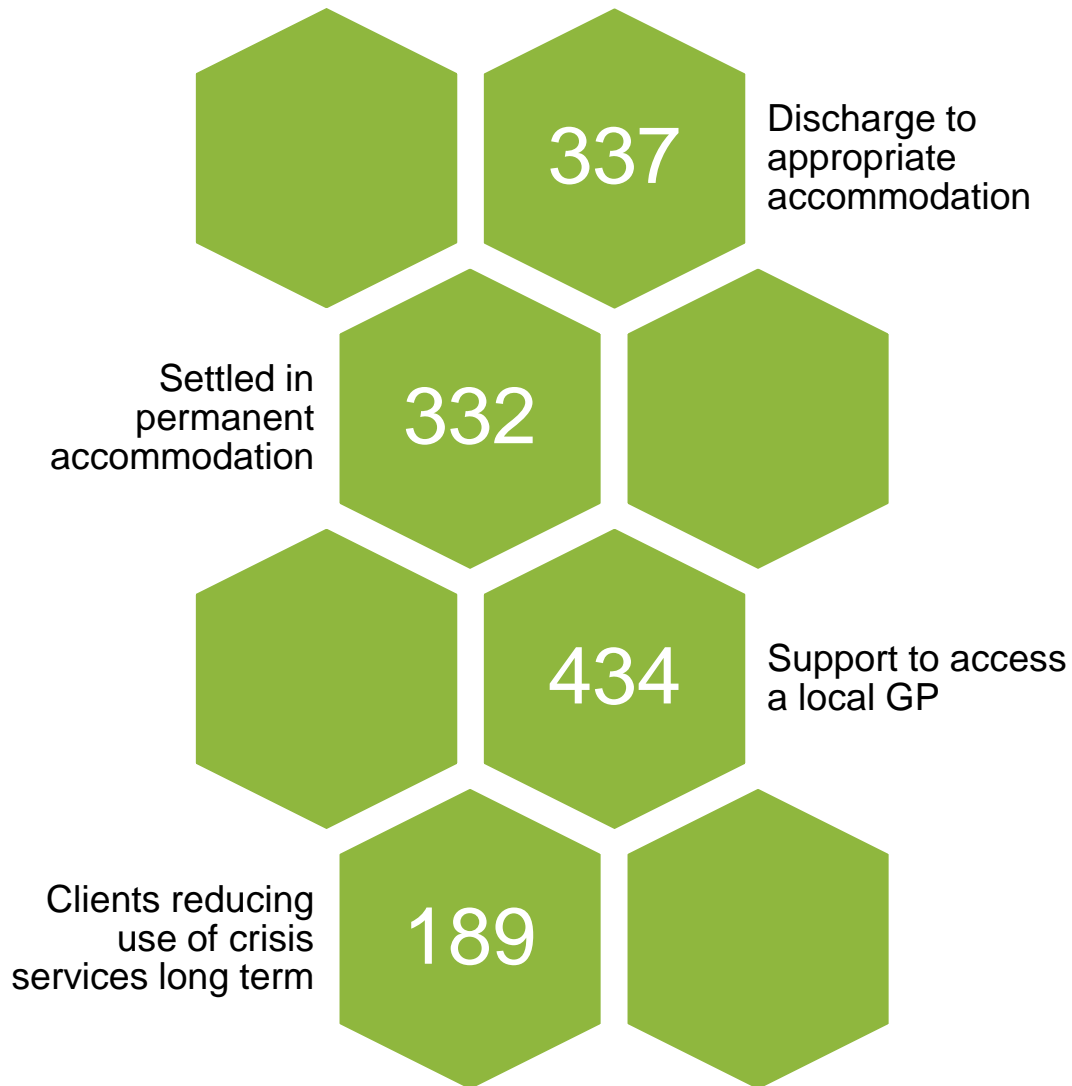 337
Discharge to
appropriate
accommodation
Settled in
permanent
accommodation
332
434
Support to access
a local GP
Clients reducing
use of crisis
services long term
189